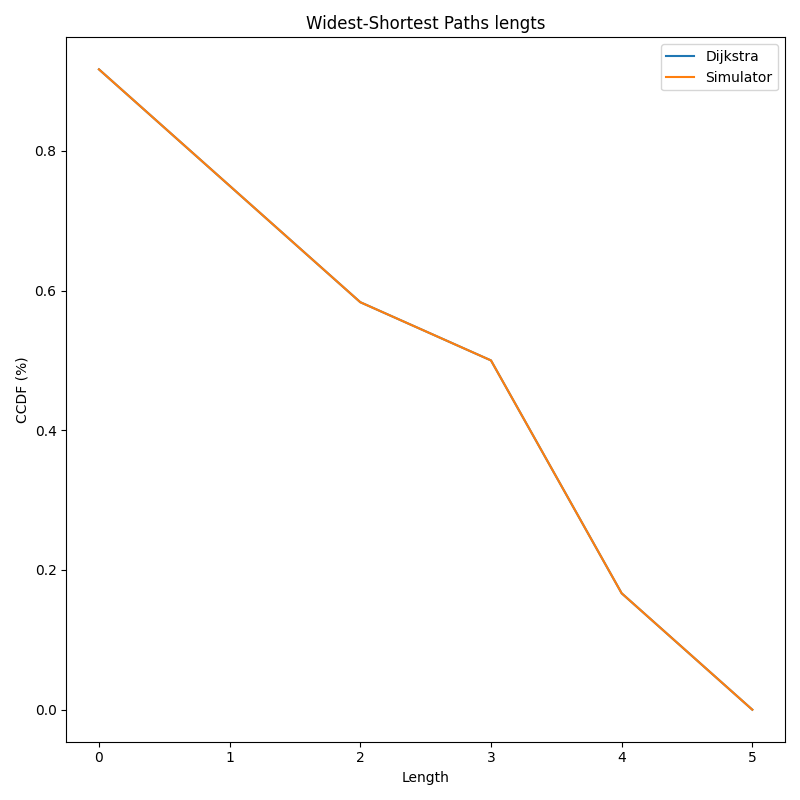 Widest-Shortest Paths lengts
Dijkstra
Simulator
CCDF (%)
0.8
0.6
0.4
0.2
0.0
0 1 2 3 4 5
Length